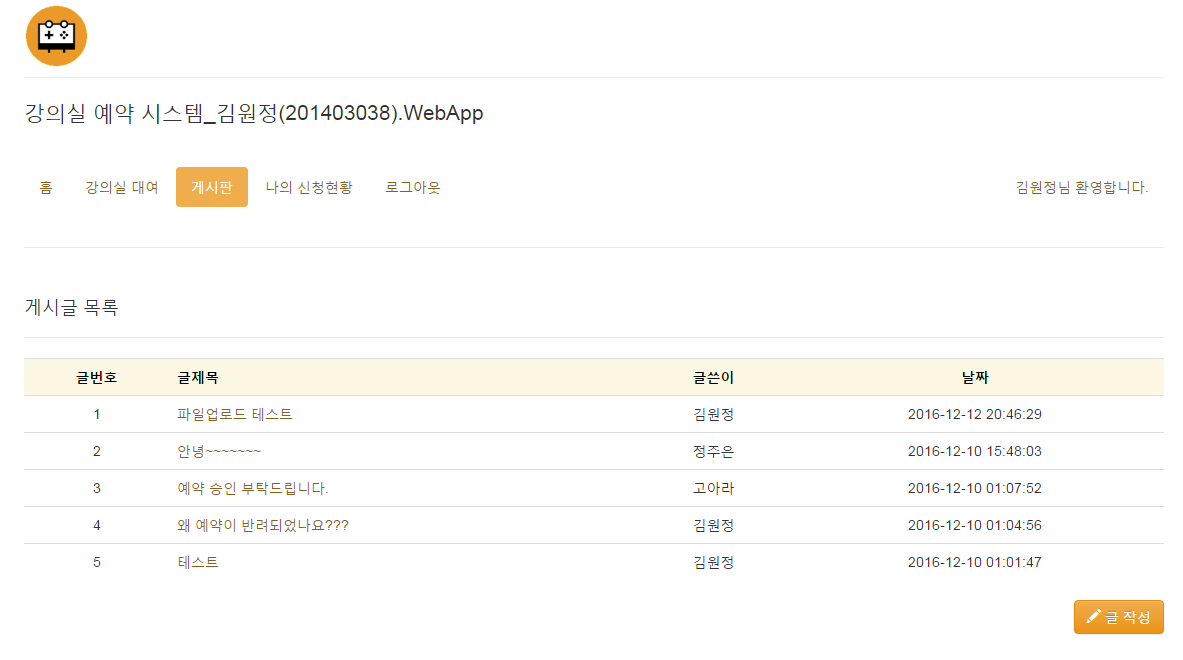 강의실 예약 시스템_김원정(201403038).WebApp
홈 강의실 대여 게시판 나의 신청현황 로그아웃 김원정님 환영합니다.
게시글 목록
글번호 글제목 글쓴이 날짜
1 파일업로드 테스트 김원정 2016-12-12 20:46:29
2 안녕~~~~~~~ 정주은 2016-12-10 15:48:03
3 예약 승인 부탁드립니다. 고아라 2016-12-10 01:07:52
4 왜 예약이 반려되었나요??? 김원정 2016-12-10 01:04:56
5 테스트 김원정 2016-12-10 01:01:47
글 작성